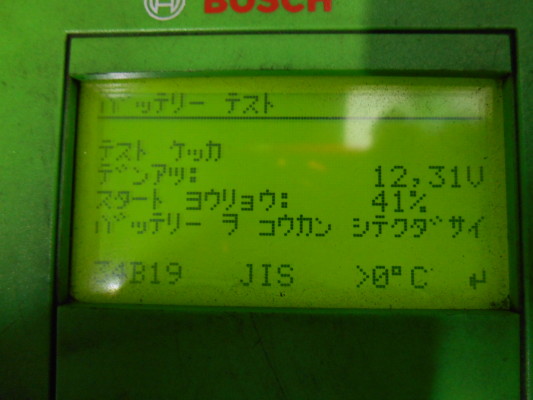 BOSCH
バッテリー テスト
テスト ケッカ
デンアツ: 12,31V
スタート ヨウリョウ: 41%
バッテリー ヲ コウカン シテクダサイ
34B19 JIS >0°C ↵